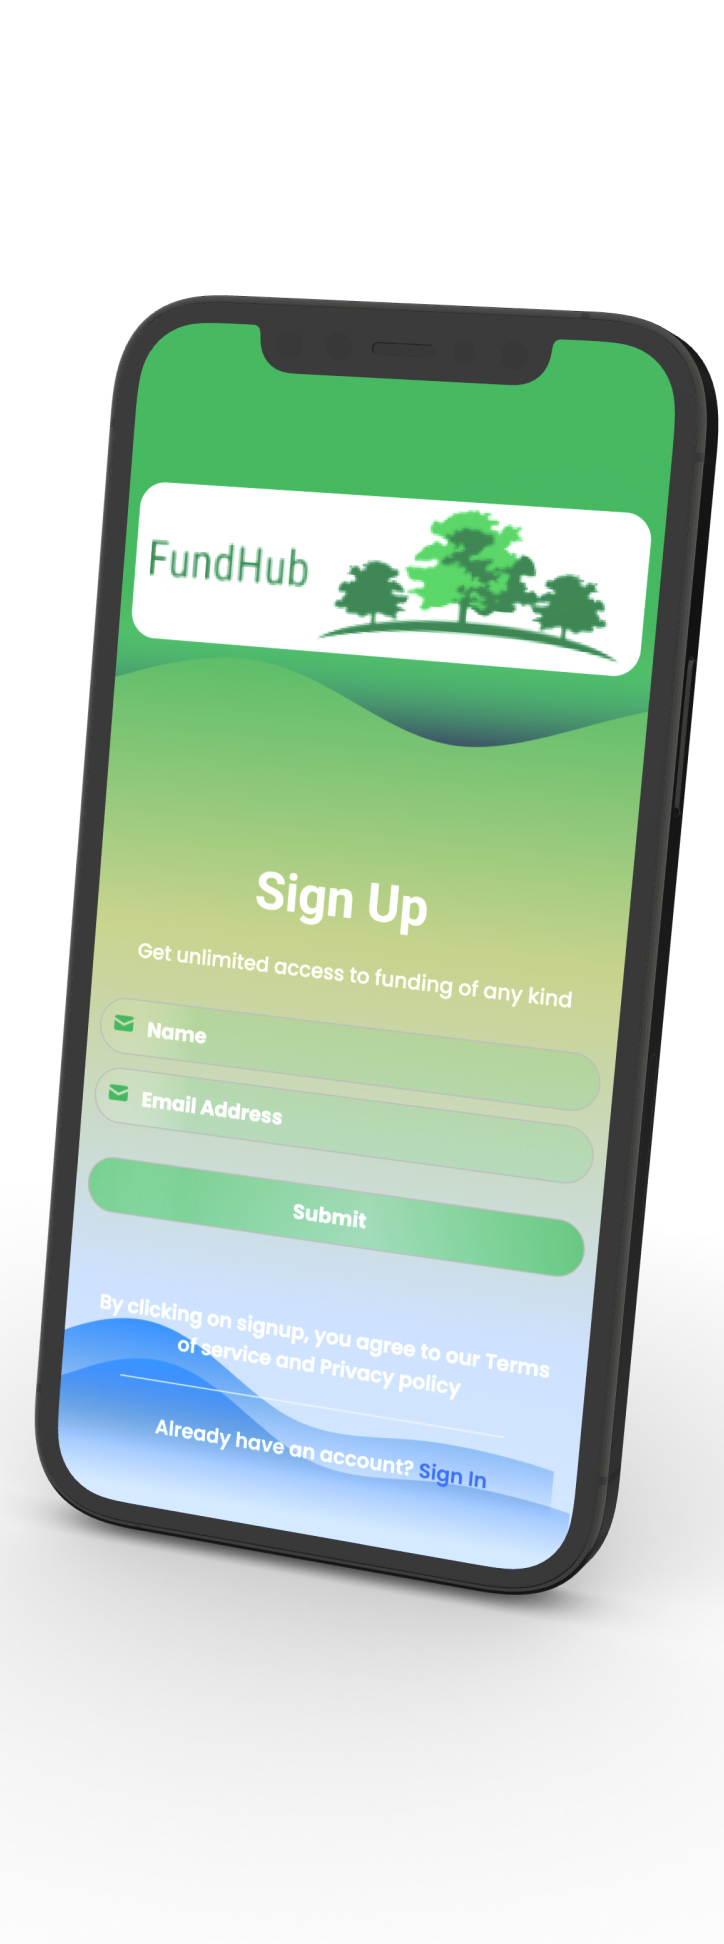 FundHub
Sign Up
Get unlimited access to funding of any kind
Name
Email Address
Submit
By clicking on signup, you agree to our Terms
of service and Privacy policy
Already have an account? Sign In